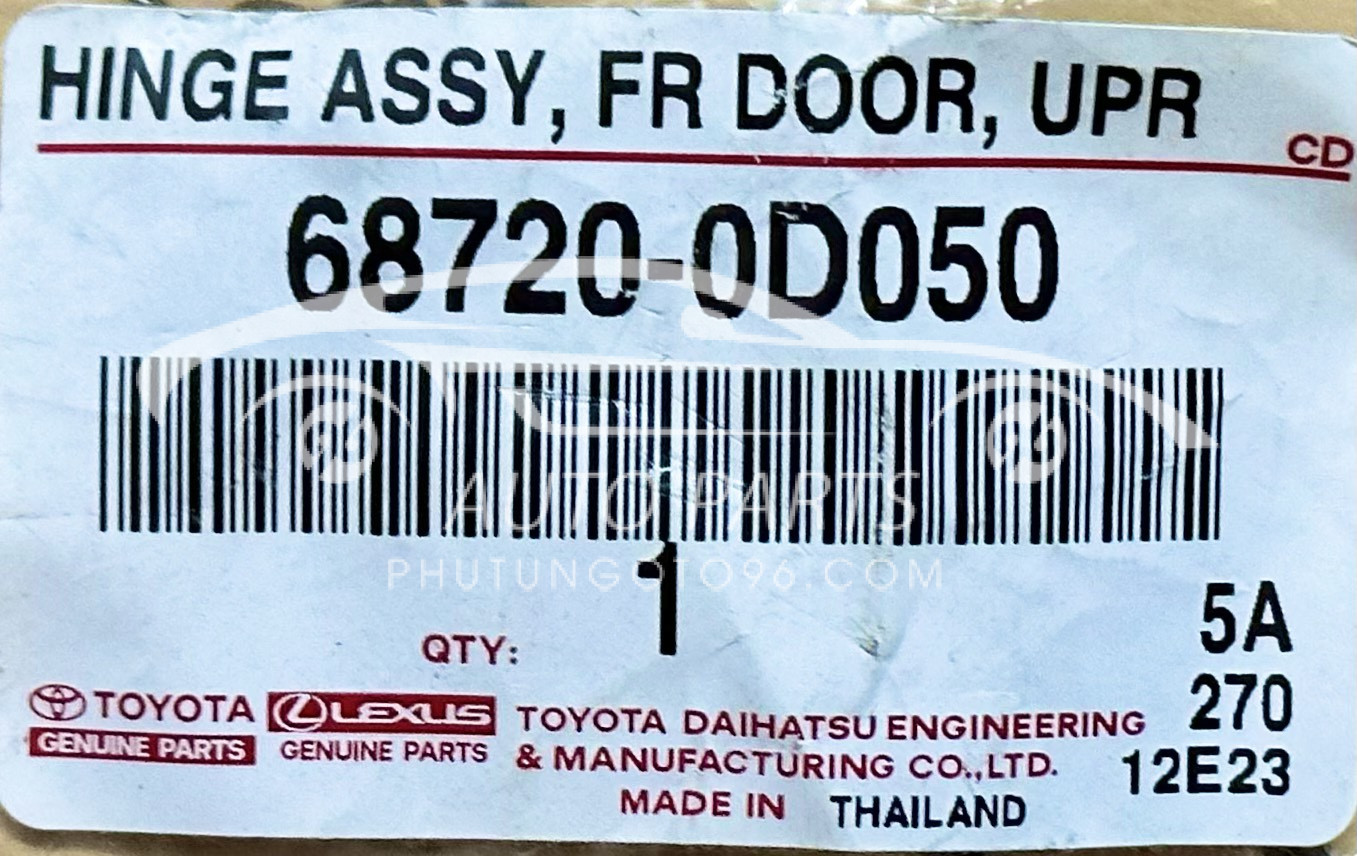 HINGE ASSY, FR DOOR, UPR
CD
68720-0D050
AUTO PARTS
PHUTUNGOTO96.COM
1
QTY:
5A
270
12E23
TOYOTA
GENUINE PARTS
LEXUS
GENUINE PARTS
TOYOTA DAIHATSU ENGINEERING
& MANUFACTURING CO.,LTD.
MADE IN THAILAND